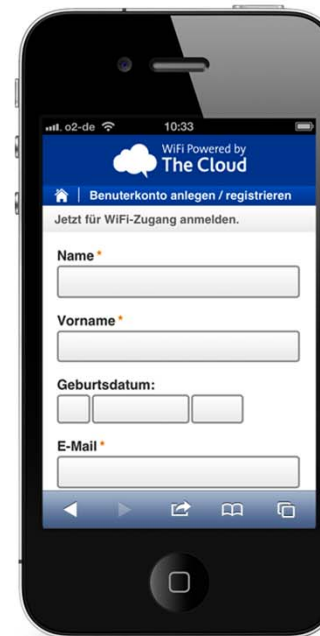 o2-de 10:33
WiFi Powered by
The Cloud
Benuterkonto anlegen / registrieren
Jetzt für WiFi-Zugang anmelden.
Name *
Vorname *
Geburtsdatum:
E-Mail *